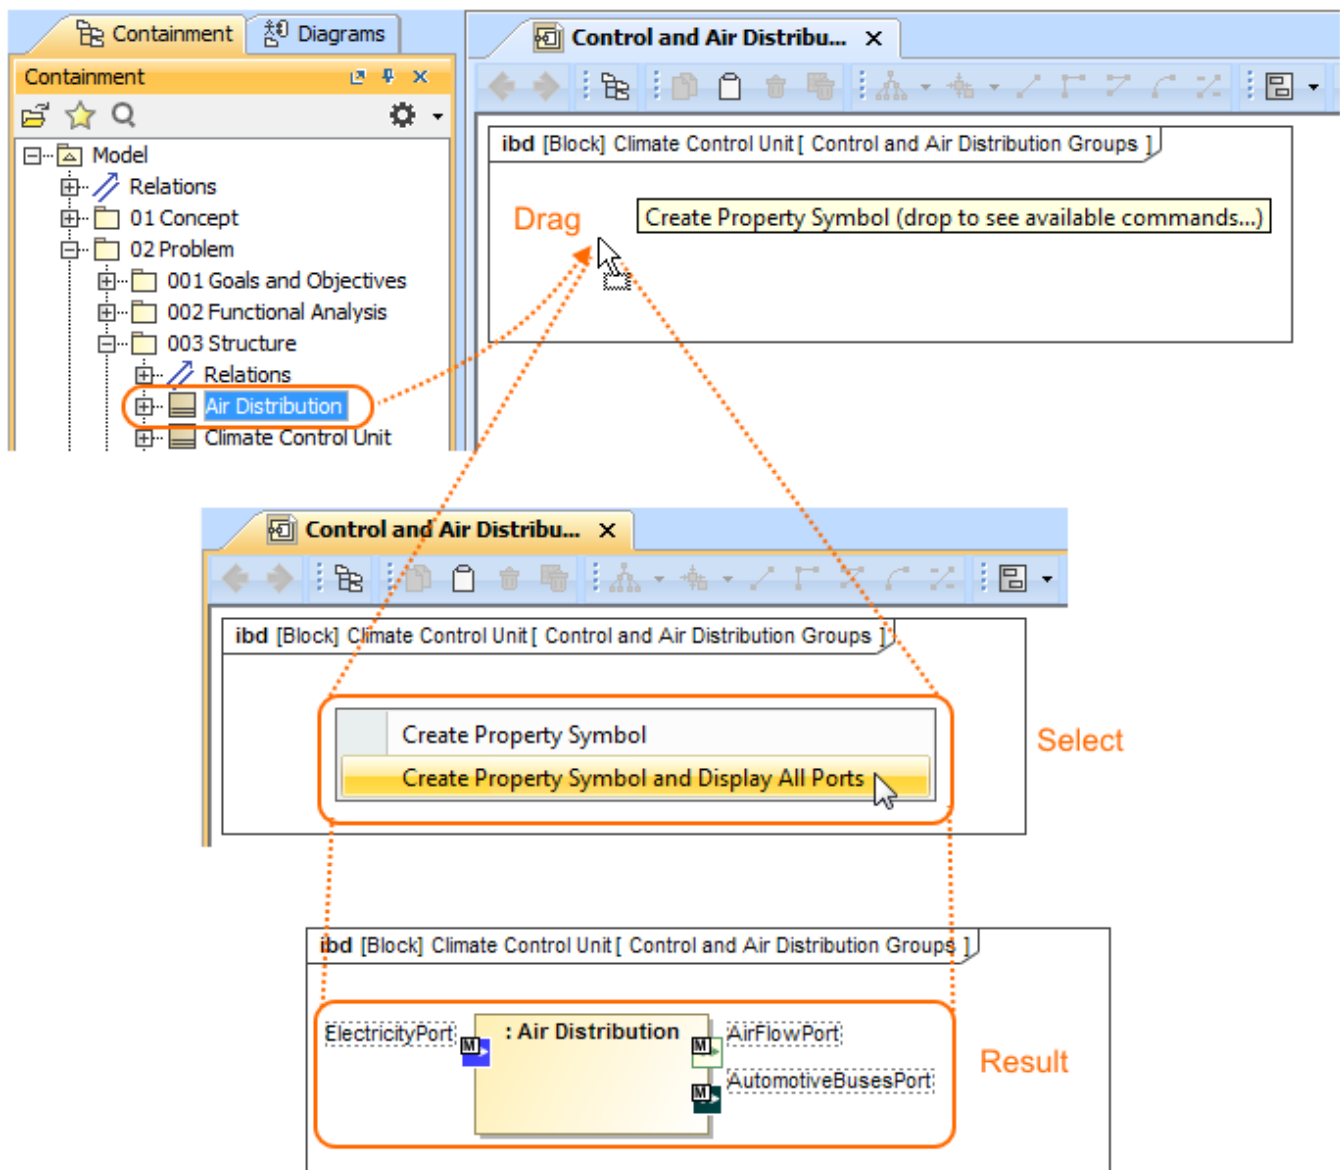 Containment
Diagrams
Containment
Model
Relations
01 Concept
02 Problem
001 Goals and Objectives
002 Functional Analysis
003 Structure
Relations
Air Distribution
Climate Control Unit
Control and Air Distribu...
ibd [Block] Climate Control Unit [ Control and Air Distribution Groups ]
Drag
Create Property Symbol (drop to see available commands...)
Control and Air Distribu...
ibd [Block] Climate Control Unit [ Control and Air Distribution Groups ]
Create Property Symbol
Create Property Symbol and Display All Ports
Select
ibd [Block] Climate Control Unit [ Control and Air Distribution Groups ]
ElectricityPort
M
: Air Distribution
M
AirFlowPort
M
AutomotiveBusesPort
Result